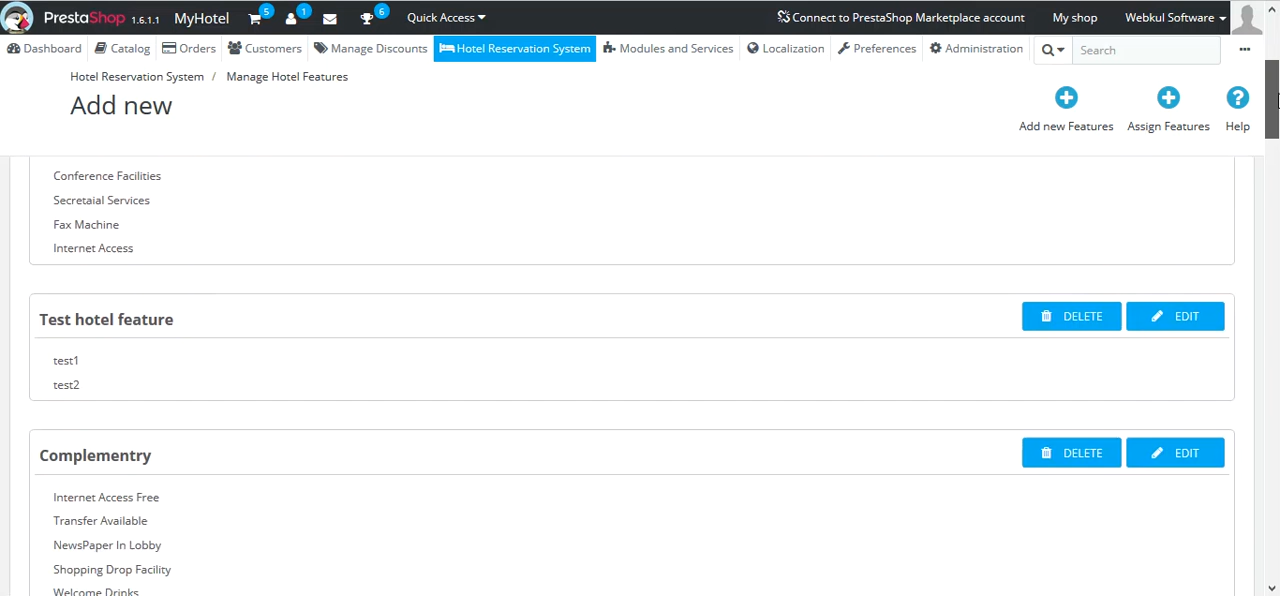 PrestaShop 1.6.1.1 MyHotel 5 1 6 Quick Access Connect to PrestaShop Marketplace account My shop Webkul Software
Dashboard Catalog Orders Customers Manage Discounts Hotel Reservation System Modules and Services Localization Preferences Administration Search
Hotel Reservation System / Manage Hotel Features
Add new
Add new Features Assign Features Help
Conference Facilities
Secretaial Services
Fax Machine
Internet Access
Test hotel feature DELETE EDIT
test1
test2
Complementry DELETE EDIT
Internet Access Free
Transfer Available
NewsPaper In Lobby
Shopping Drop Facility
Welcome Drinks